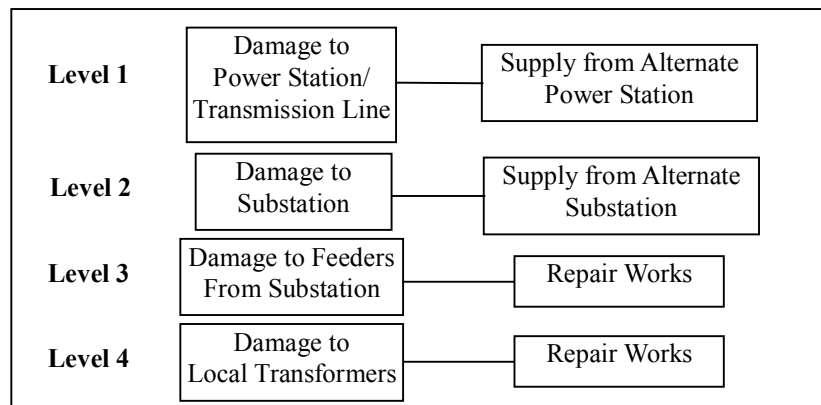 Level 1
Damage to
Power Station/
Transmission Line
Supply from Alternate
Power Station
Level 2
Damage to
Substation
Supply from Alternate
Substation
Level 3
Damage to Feeders
From Substation
Repair Works
Level 4
Damage to
Local Transformers
Repair Works